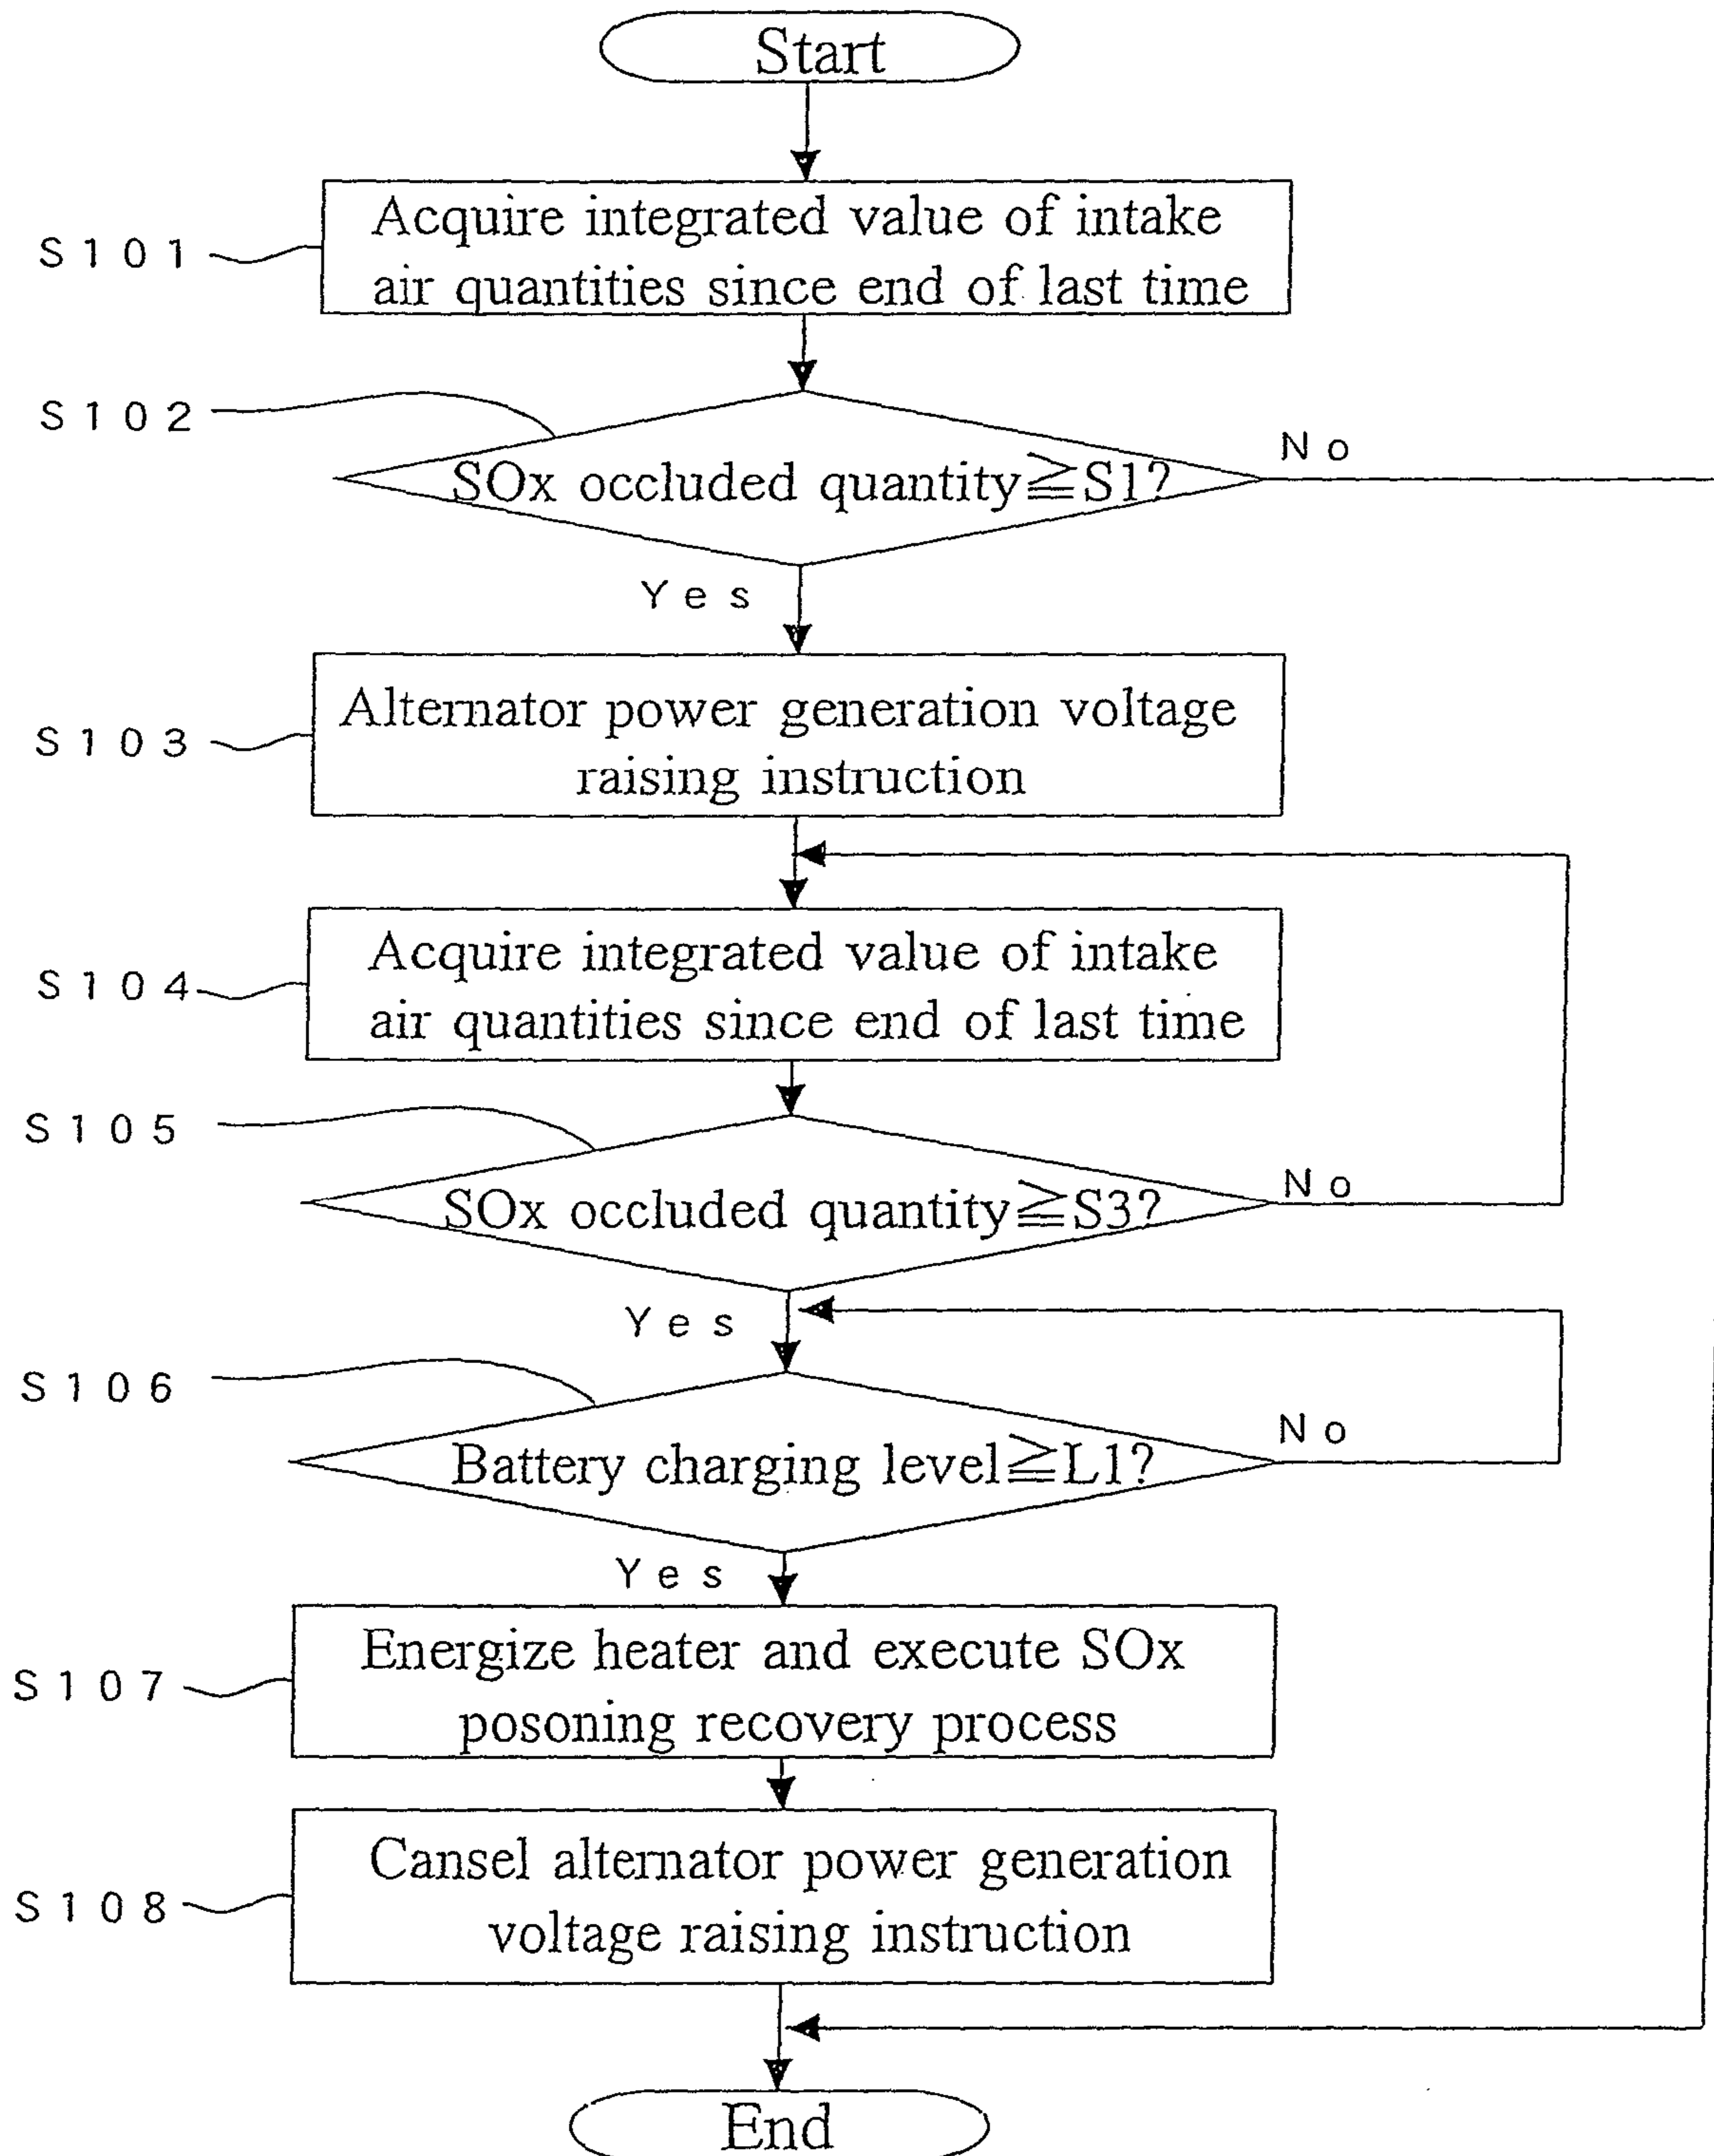 Start
S101
Acquire integrated value of intake
air quantities since end of last time
S102
SOx occluded quantity≧S1?
No
Yes
S103
Alternator power generation voltage
raising instruction
S104
Acquire integrated value of intake
air quantities since end of last time
S105
SOx occluded quantity≧S3?
No
Yes
S106
Battery charging level≧L1?
No
Yes
S107
Energize heater and execute SOx
posoning recovery process
S108
Cansel alternator power generation
voltage raising instruction
End